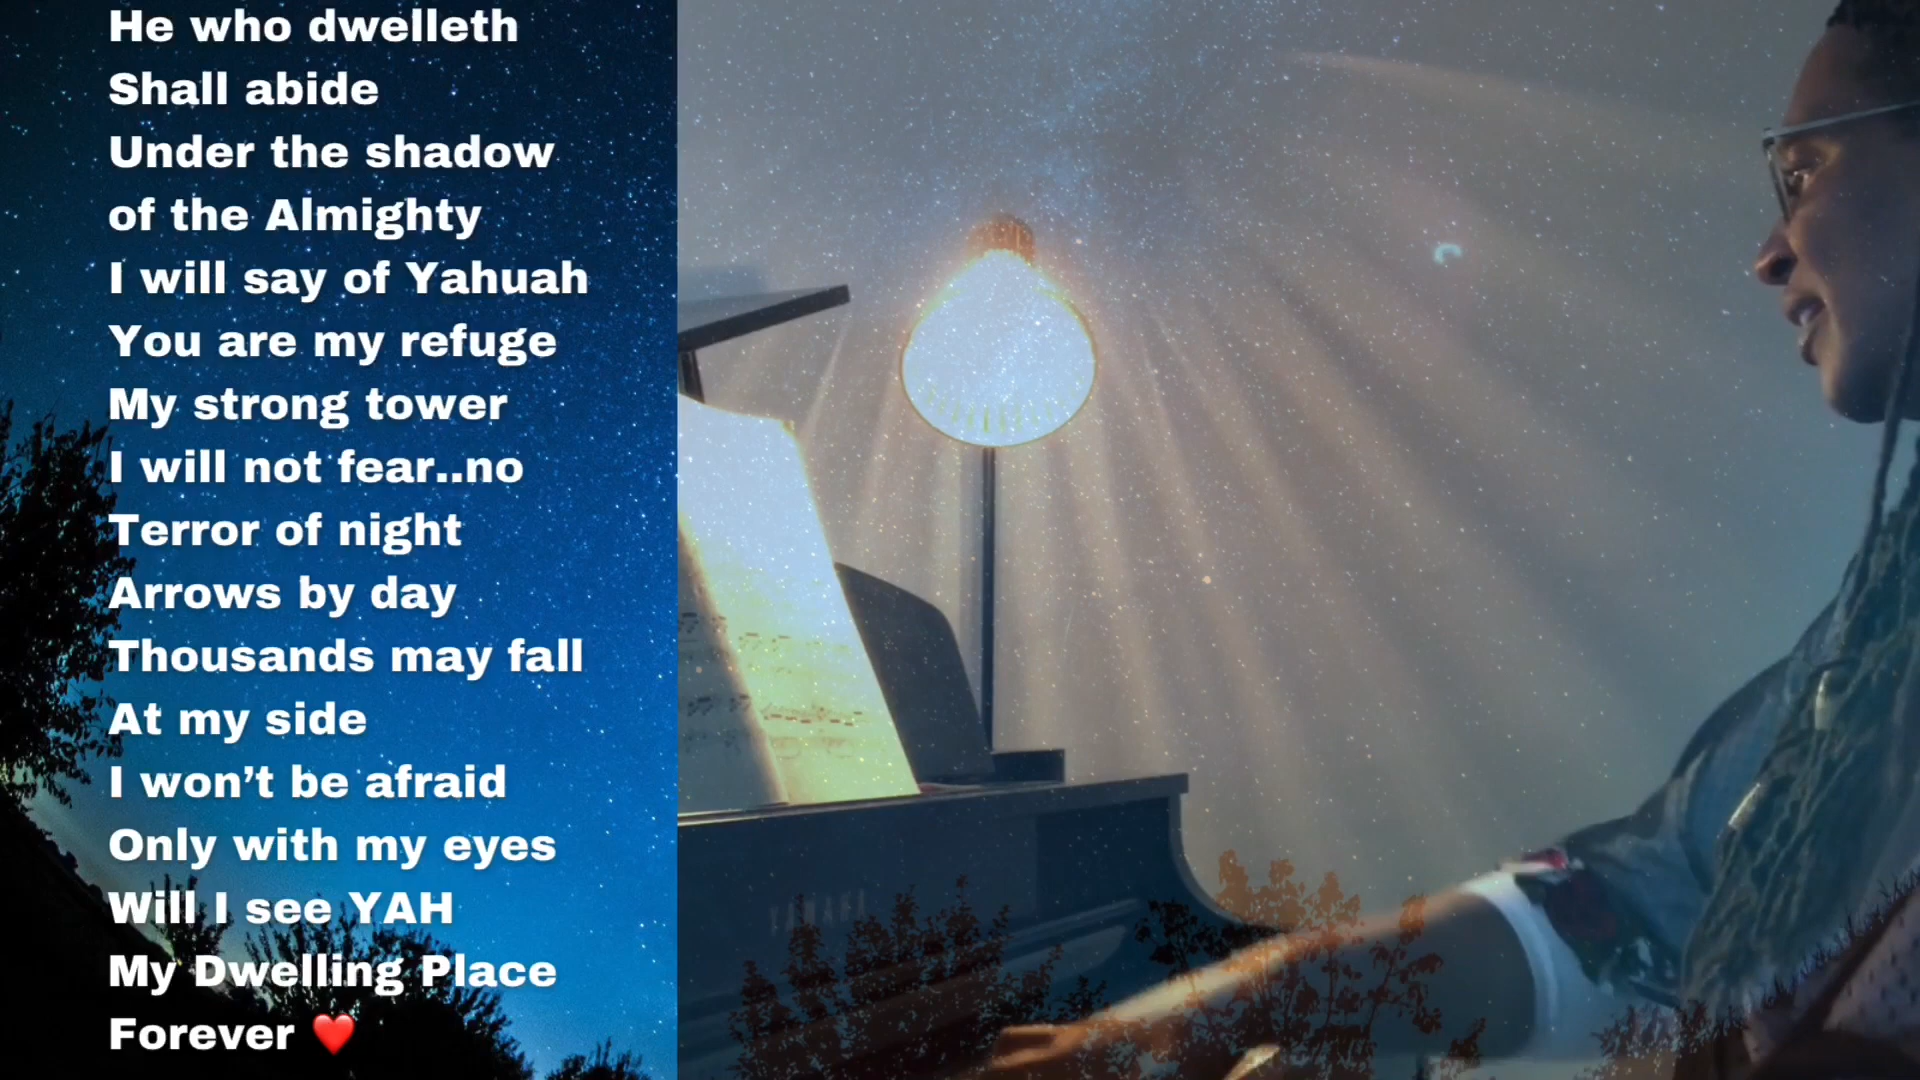 He who dwelleth
Shall abide
Under the shadow
of the Almighty
I will say of Yahuah
You are my refuge
My strong tower
I will not fear..no
Terror of night
Arrows by day
Thousands may fall
At my side
I won’t be afraid
Only with my eyes
Will I see YAH
My Dwelling Place
Forever ❤️
YAMAHA